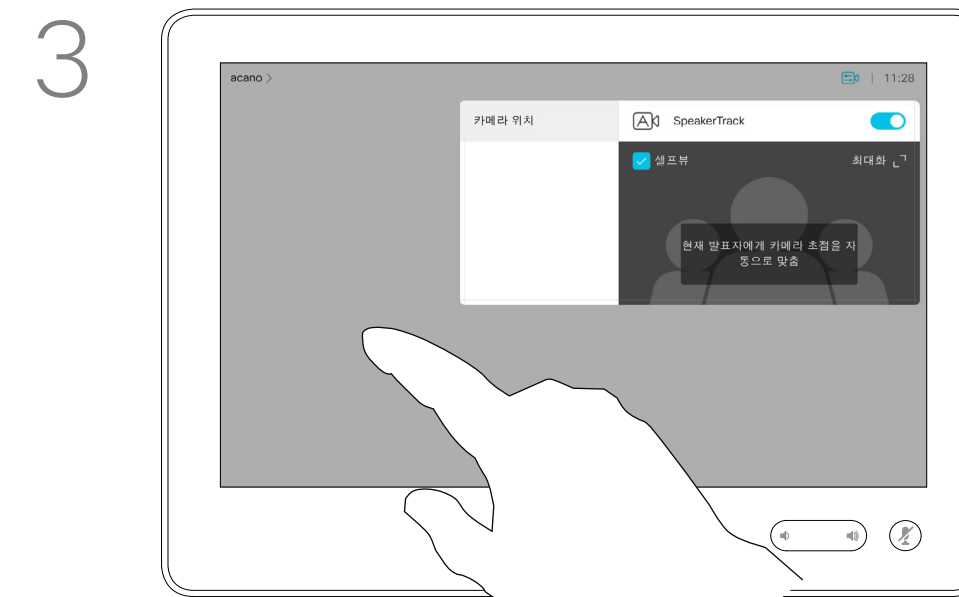 3
acano >
11:28
카메라 위치
SpeakerTrack
셀프뷰
최대화
현재 발표자에게 카메라 초점을 자
동으로 맞춤